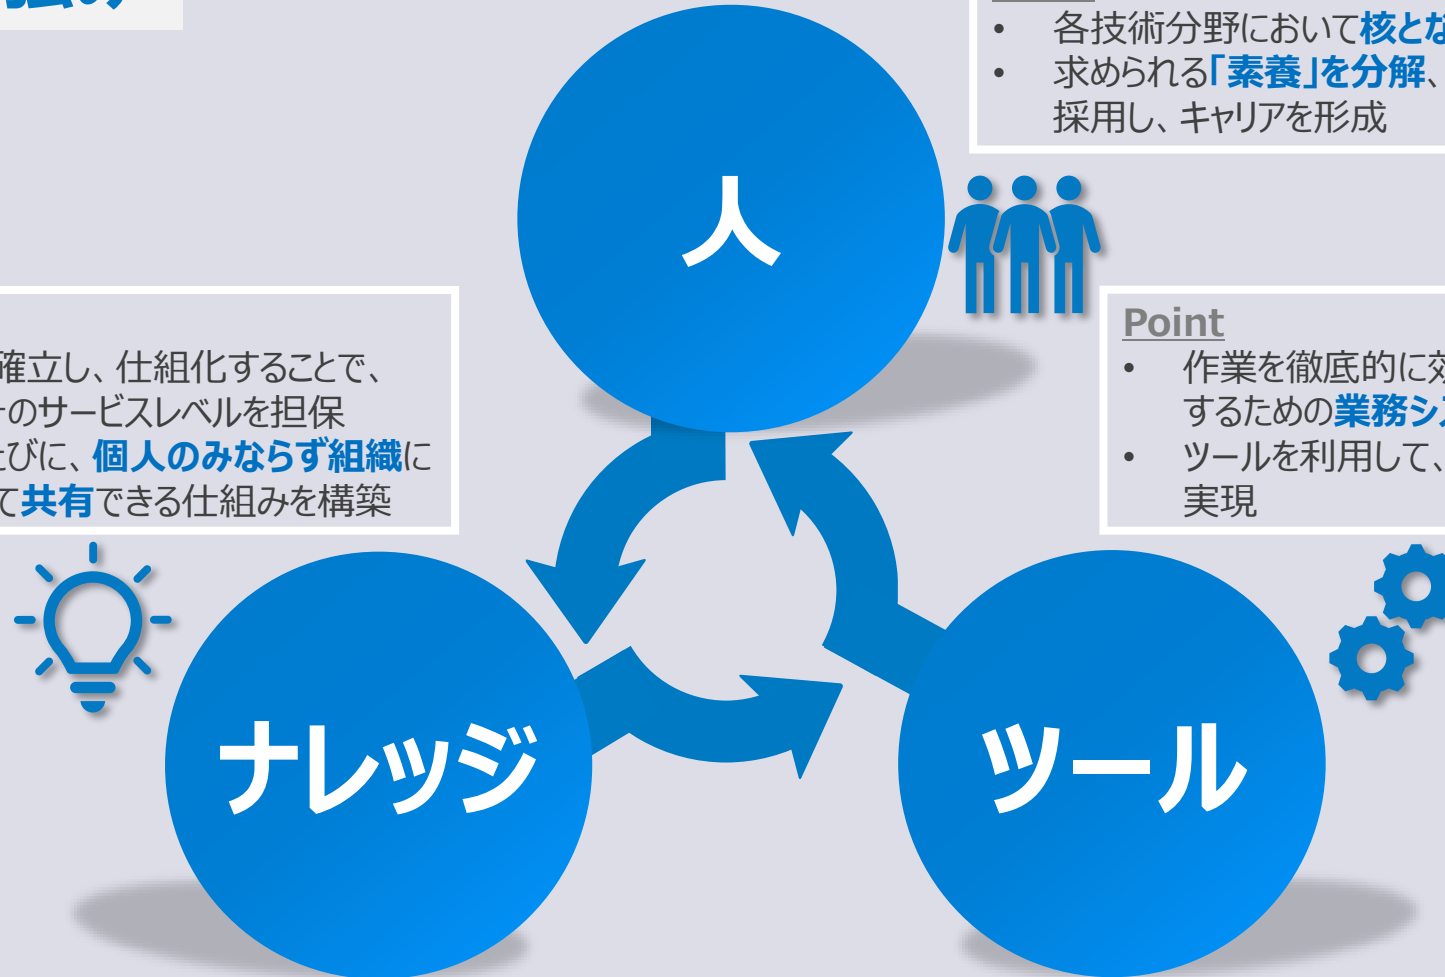 強み
各技術分野において核とな
• 求められる「素養」を分解、
採用し、キャリアを形成
人
確立し、仕組化することで、
のサービスレベルを担保
びに、個人のみならず組織に
て共有できる仕組みを構築
Point
• 作業を徹底的に効
するための業務シス
• ツールを利用して、
実現
ナレッジ
ツール